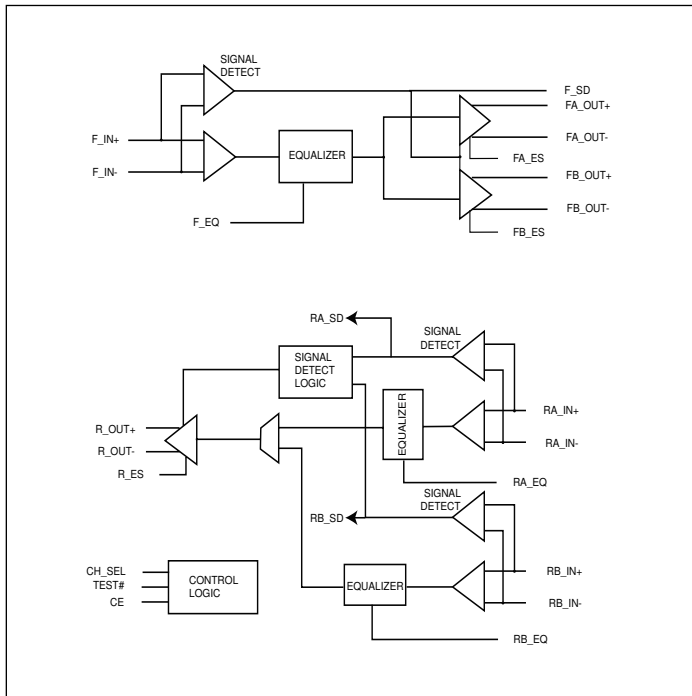 SIGNAL
DETECT
F_SD
FA_OUT+
F_IN+
FA_OUT-
EQUALIZER
FA_ES
F_IN-
FB_OUT+
FB_OUT-
F_EQ
FB_ES
RA_SD
SIGNAL
DETECT
SIGNAL
DETECT
LOGIC
EQUALIZER
RA_IN+
R_OUT+
RA_IN-
R_OUT-
R_ES
RA_EQ
SIGNAL
DETECT
RB_SD
CH_SEL
TEST#
CE
CONTROL
LOGIC
EQUALIZER
RB_IN+
RB_IN-
RB_EQ